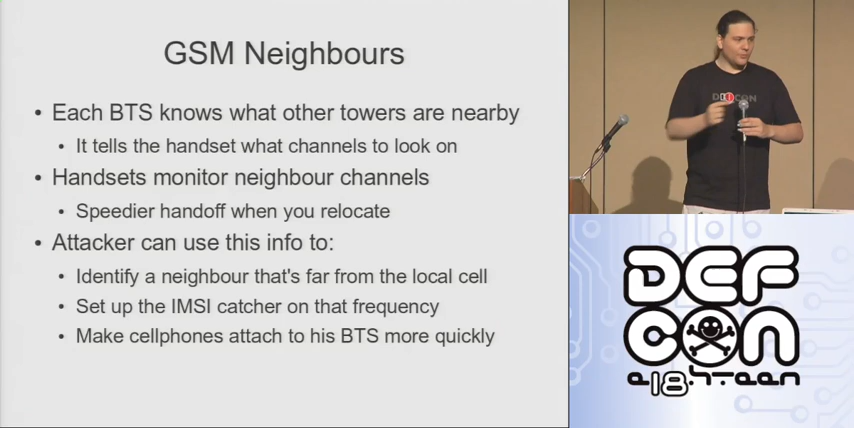 GSM Neighbours
• Each BTS knows what other towers are nearby
• It tells the handset what channels to look on
• Handsets monitor neighbour channels
• Speedier handoff when you relocate
• Attacker can use this info to:
• Identify a neighbour that's far from the local cell
• Set up the IMSI catcher on that frequency
• Make cellphones attach to his BTS more quickly
DEFCON
DEF
CON
e18h-teen